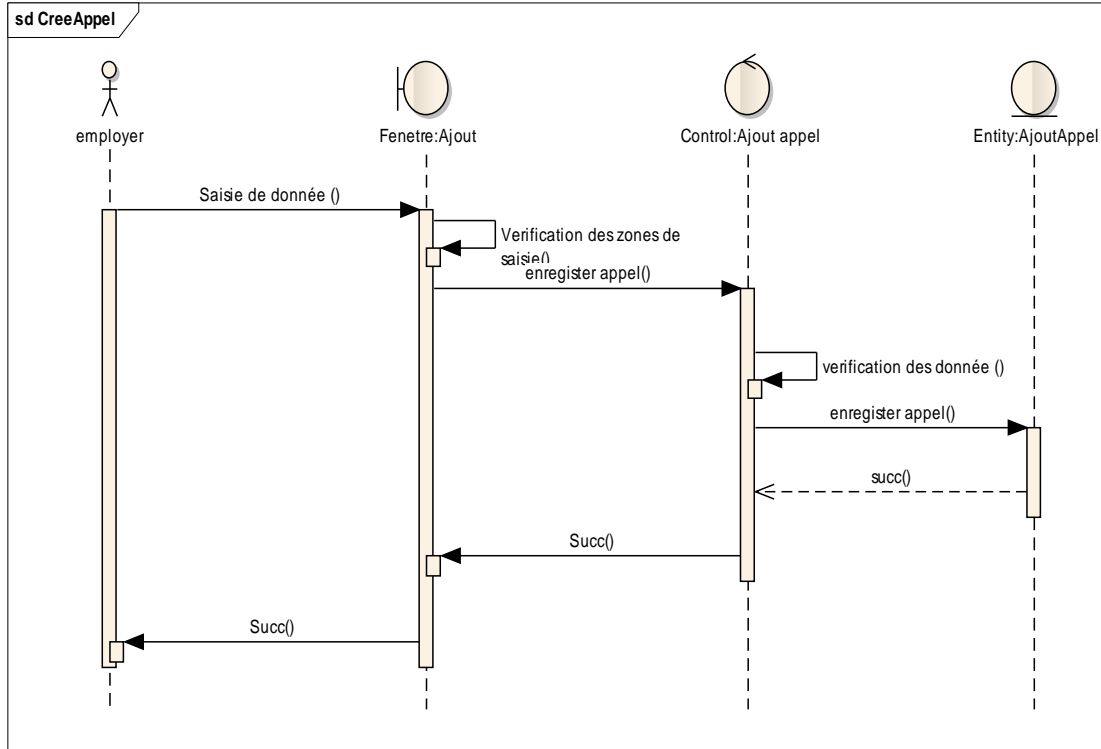 sd CreeAppel
employer
Fenetre:Ajout
Control:Ajout appel
Entity:AjoutAppel
Saisie de donnée ()
Verification des zones de
saisie()
enregister appel()
verification des donnée ()
enregister appel()
succ()
Succ()
Succ()